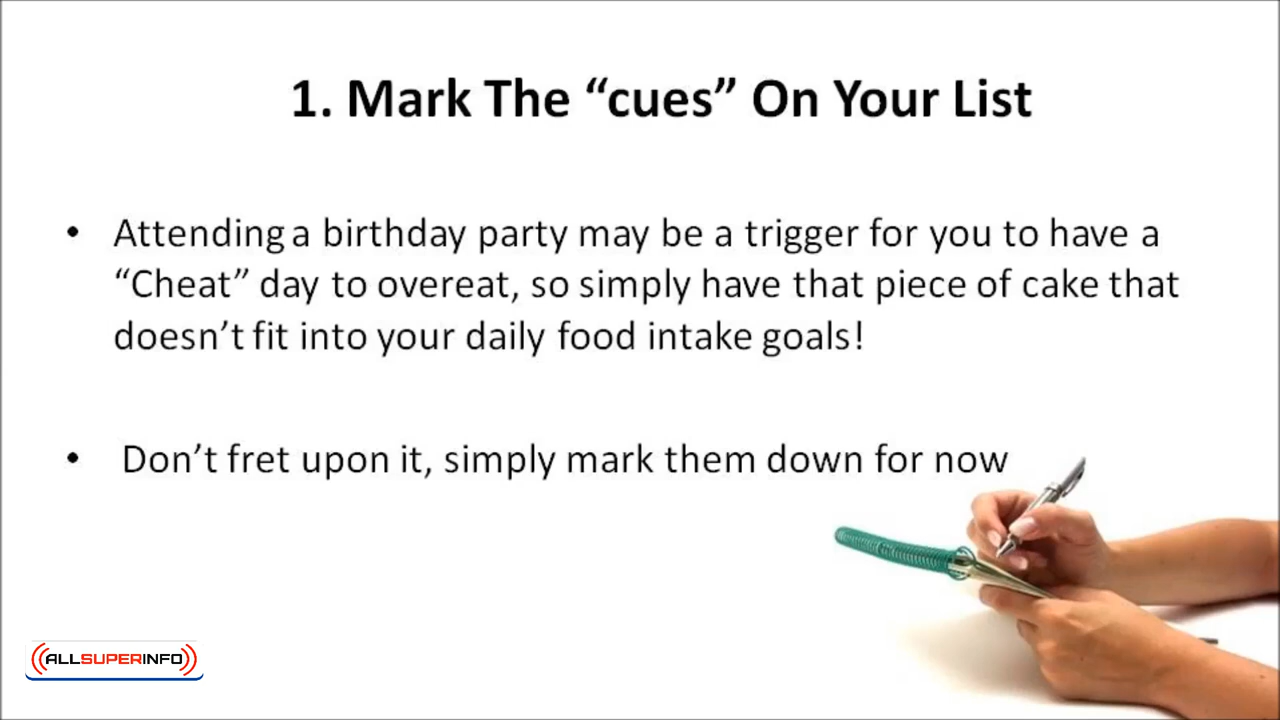 1. Mark The “cues” On Your List
• Attending a birthday party may be a trigger for you to have a
“Cheat” day to overeat, so simply have that piece of cake that
doesn’t fit into your daily food intake goals!
• Don’t fret upon it, simply mark them down for now
ALLSUPERINFO